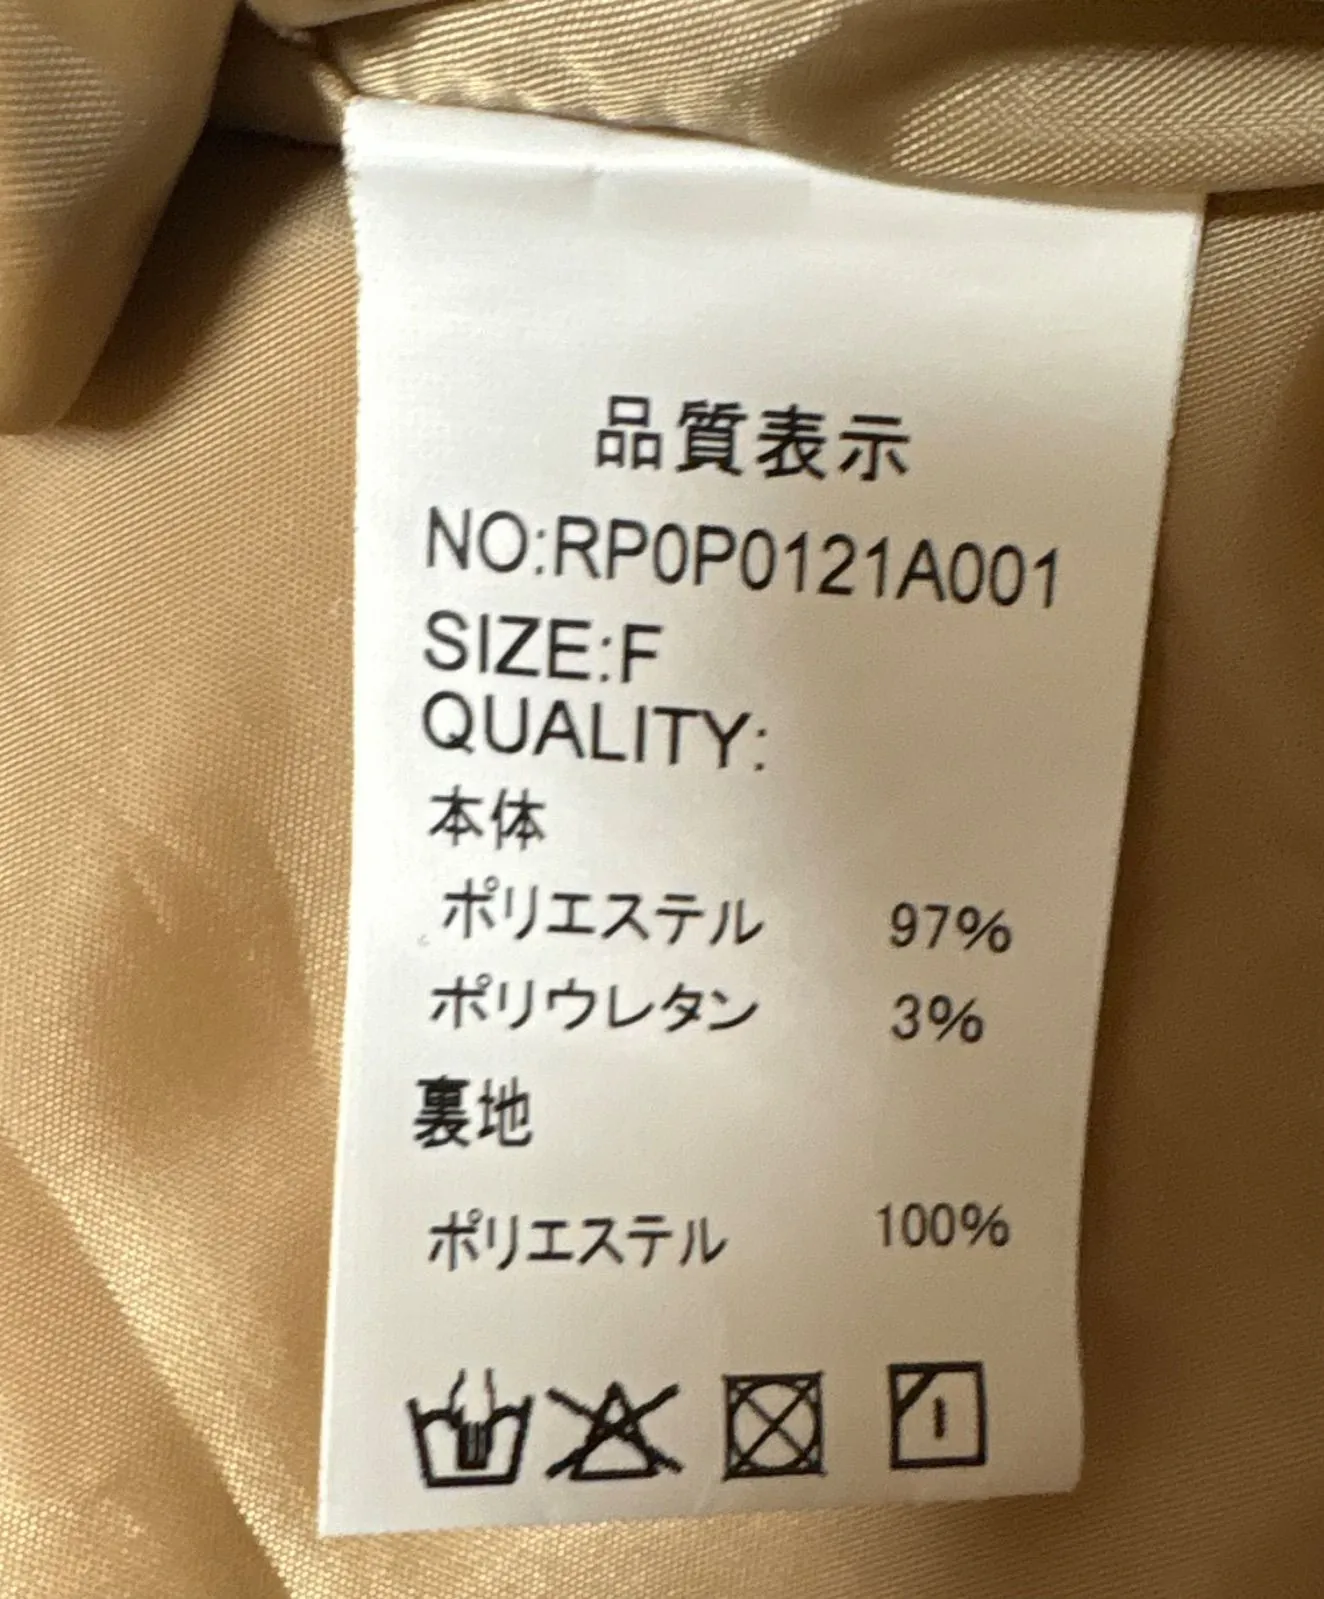 品質表示
NO:RP0P0121A001
SIZE:F
QUALITY:
本体
ポリエステル 97%
ポリウレタン 3%
裏地
ポリエステル 100%